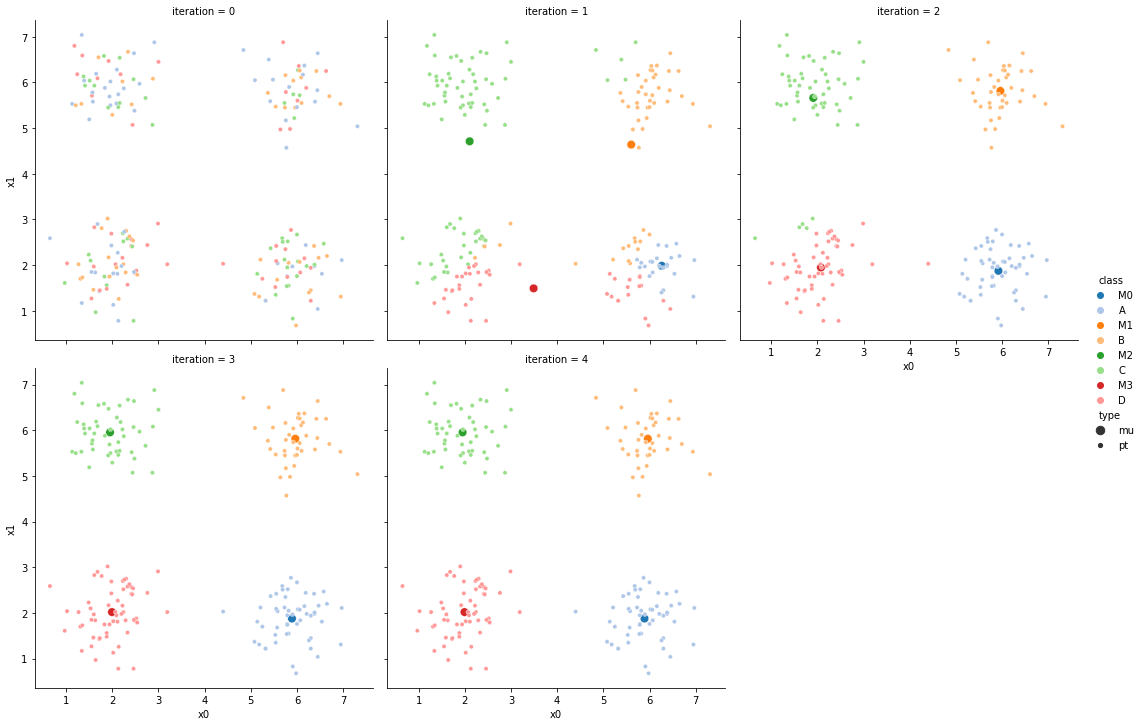 iteration = 0
iteration = 1
iteration = 2
7
6
5
4
3
2
1
x1
1 2 3 4 5 6 7
x0
class
M0
A
M1
B
M2
C
M3
D
type
mu
pt
iteration = 3
iteration = 4
7
6
5
4
3
2
1
x1
1 2 3 4 5 6 7
x0
1 2 3 4 5 6 7
x0